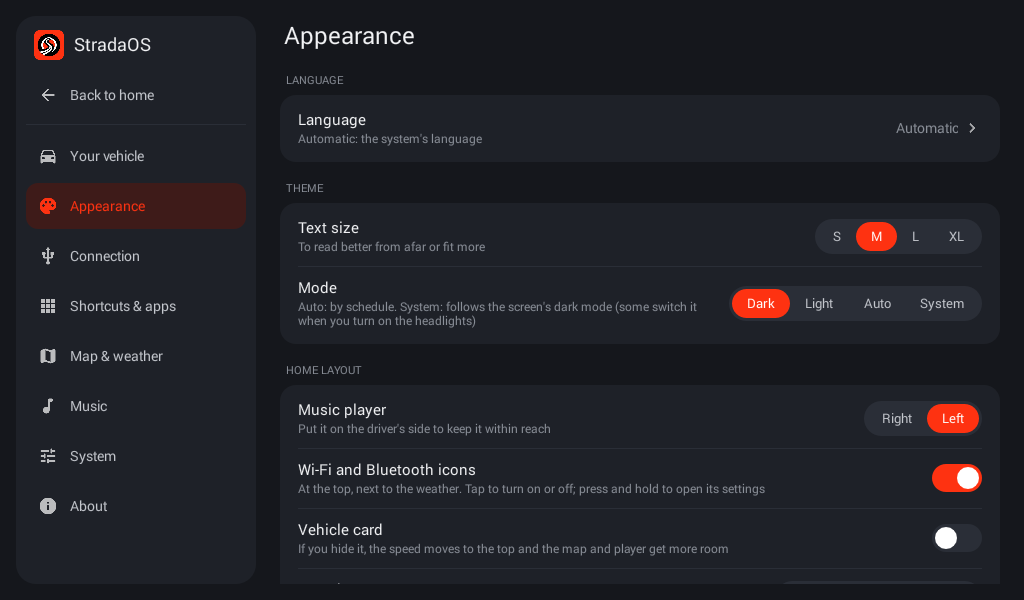 StradaOS
Back to home
Your vehicle
Appearance
Connection
Shortcuts & apps
Map & weather
Music
System
About
Appearance
LANGUAGE
Language
Automatic: the system's language
Automatic
THEME
Text size
To read better from afar or fit more
S M L XL
Mode
Auto: by schedule. System: follows the screen's dark mode (some switch it
when you turn on the headlights)
Dark Light Auto System
HOME LAYOUT
Music player
Put it on the driver's side to keep it within reach
Right Left
Wi-Fi and Bluetooth icons
At the top, next to the weather. Tap to turn on or off; press and hold to open its settings
Vehicle card
If you hide it, the speed moves to the top and the map and player get more room